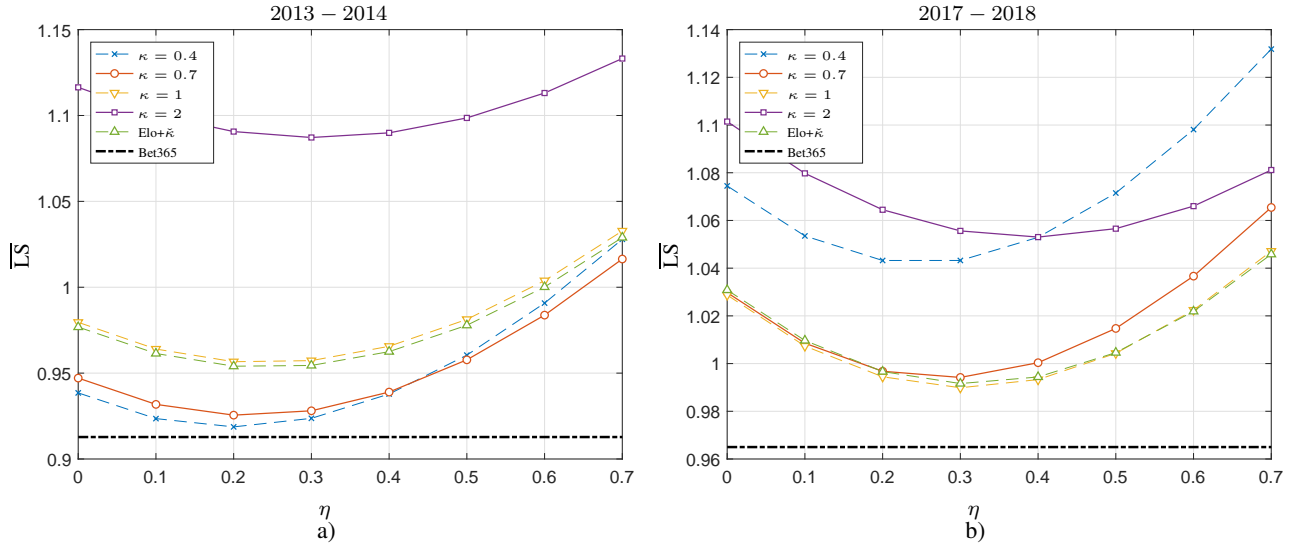 2013 − 2014
1.15
1.1
1.05
1
0.95
0.9
κ = 0.4
κ = 0.7
κ = 1
κ = 2
Elo+κ̌
Bet365
LS
0 0.1 0.2 0.3 0.4 0.5 0.6 0.7
η
a)
2017 − 2018
1.14
1.12
1.1
1.08
1.06
1.04
1.02
1
0.98
0.96
κ = 0.4
κ = 0.7
κ = 1
κ = 2
Elo+κ̌
Bet365
LS
0 0.1 0.2 0.3 0.4 0.5 0.6 0.7
η
b)